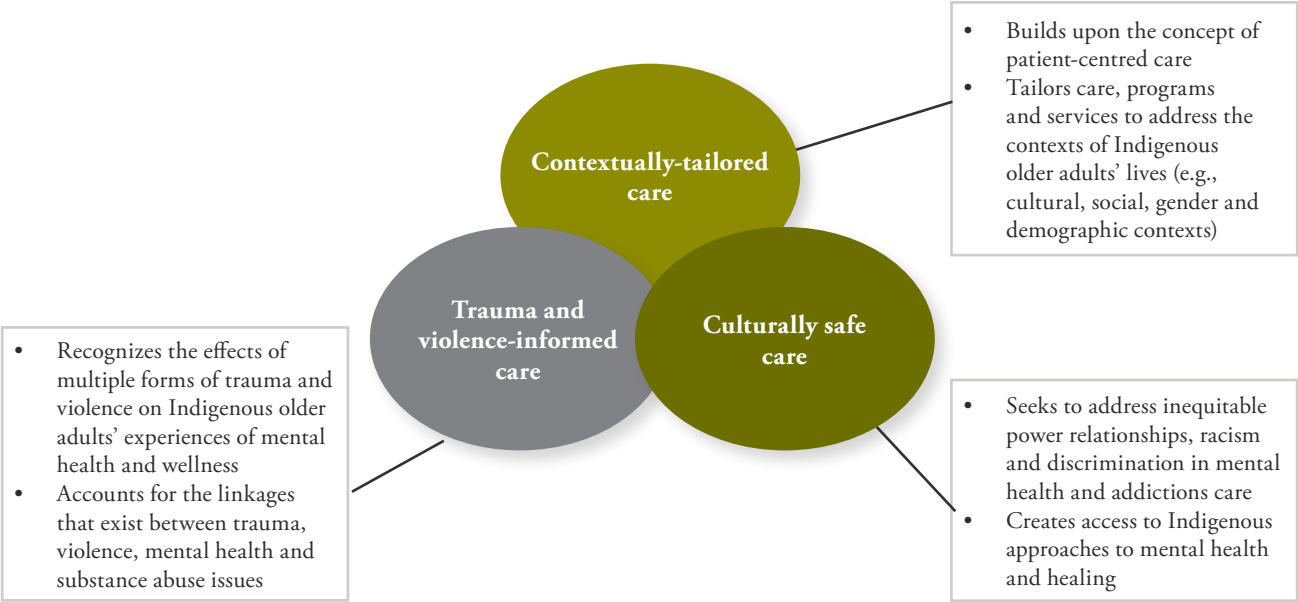 • Builds upon the concept of
patient-centred care
• Tailors care, programs
and services to address the
contexts of Indigenous
older adults’ lives (e.g.,
cultural, social, gender and
demographic contexts)
Contextually-tailored
care
Trauma and
violence-informed
care
Culturally safe
care
• Recognizes the effects of
multiple forms of trauma and
violence on Indigenous older
adults’ experiences of mental
health and wellness
• Accounts for the linkages
that exist between trauma,
violence, mental health and
substance abuse issues
• Seeks to address inequitable
power relationships, racism
and discrimination in mental
health and addictions care
• Creates access to Indigenous
approaches to mental health
and healing